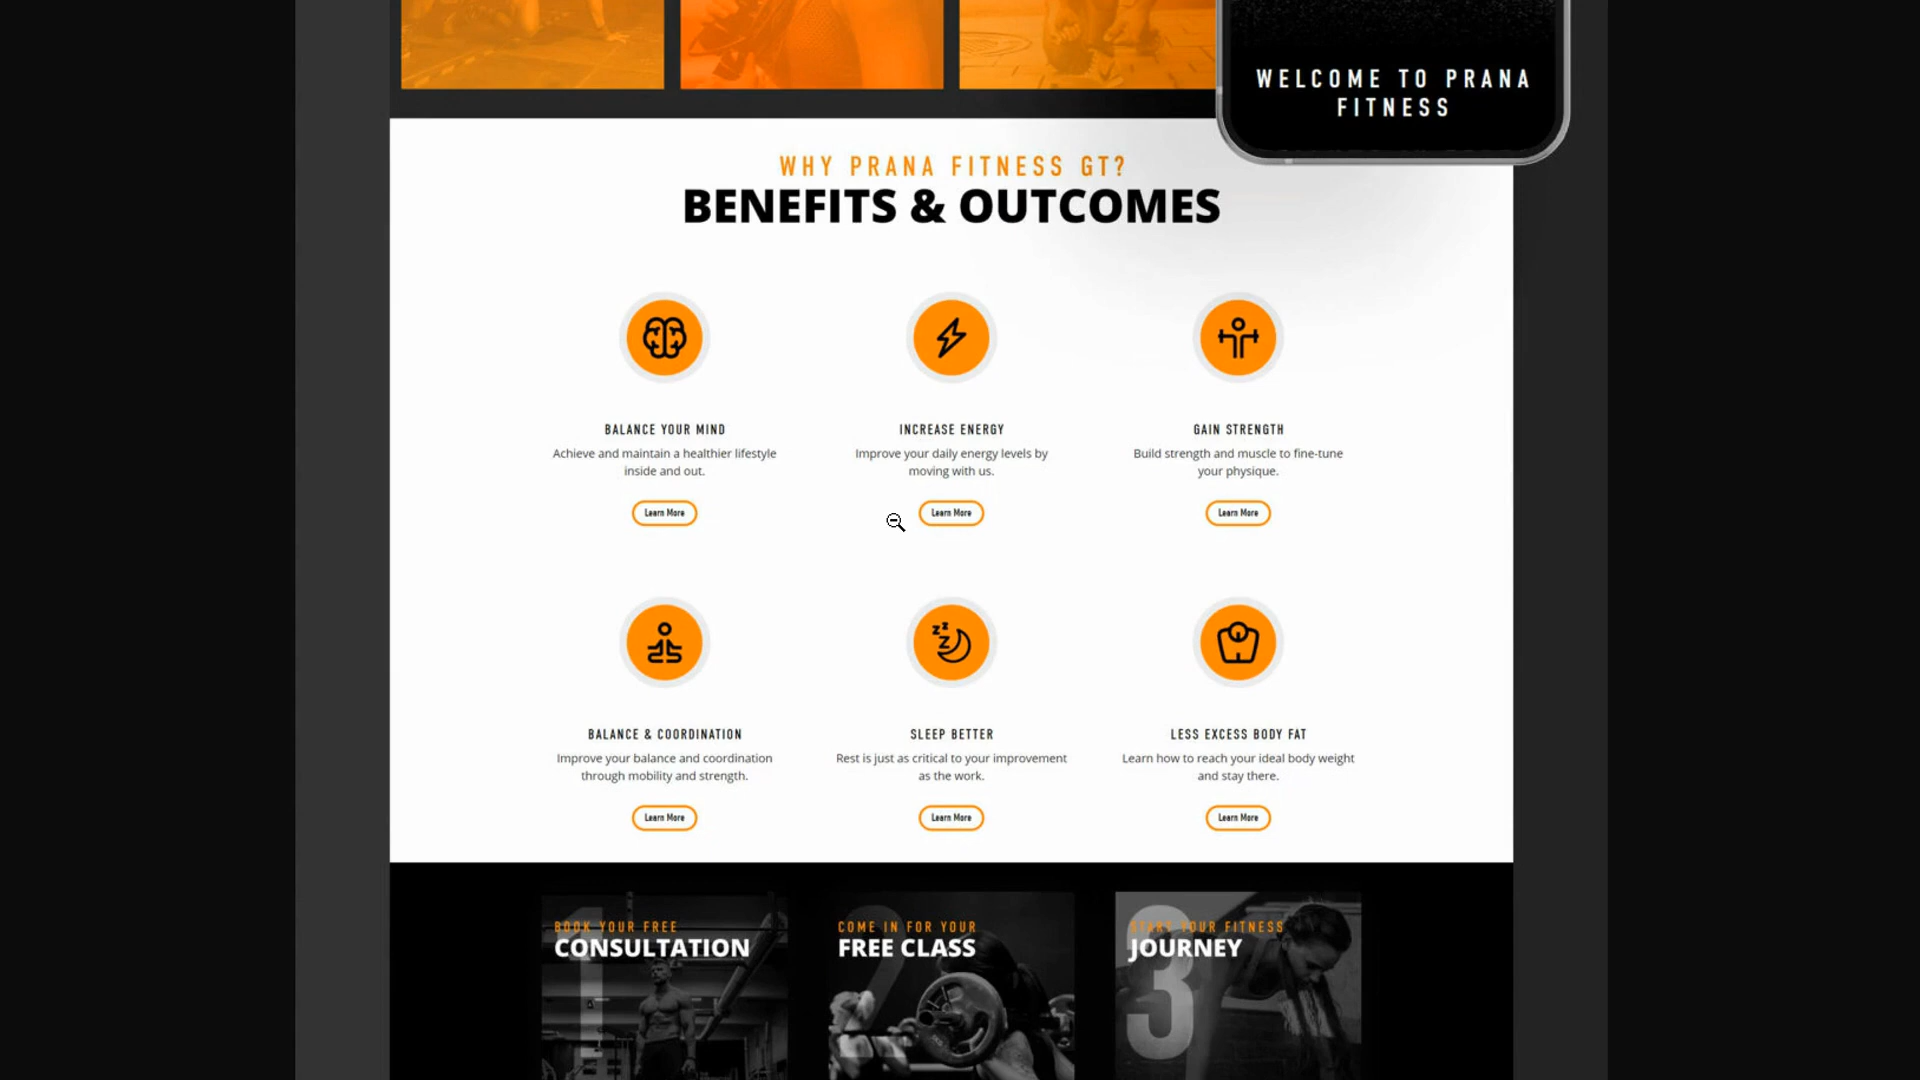 WELCOME TO PRANA
FITNESS
WHY PRANA FITNESS GT?
BENEFITS & OUTCOMES
BALANCE YOUR MIND
Achieve and maintain a healthier lifestyle
inside and out.
Learn More
INCREASE ENERGY
Improve your daily energy levels by
moving with us.
Learn More
GAIN STRENGTH
Build strength and muscle to fine-tune
your physique.
Learn More
BALANCE & COORDINATION
Improve your balance and coordination
through mobility and strength.
Learn More
SLEEP BETTER
Rest is just as critical to your improvement
as the work.
Learn More
LESS EXCESS BODY FAT
Learn how to reach your ideal body weight
and stay there.
Learn More
1
BOOK YOUR FREE
CONSULTATION
2
COME IN FOR YOUR
FREE CLASS
3
START YOUR FITNESS
JOURNEY